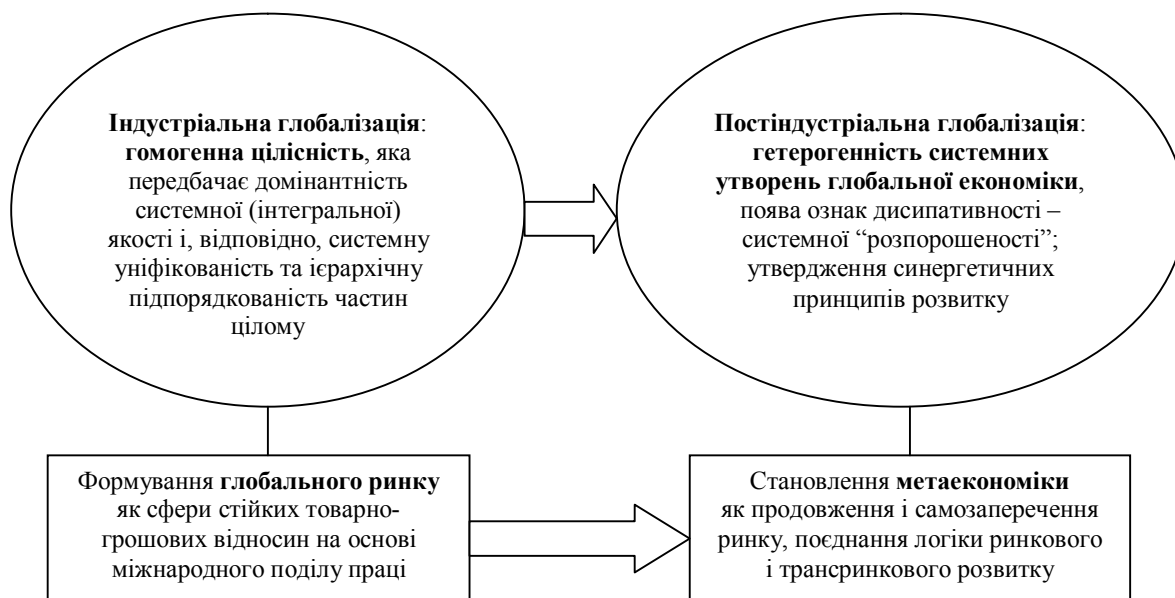 Індустріальна глобалізація:
гомогенна цілісність, яка
передбачає домінантність
системної (інтегральної)
якості і, відповідно, системну
уніфікованість та ієрархічну
підпорядкованість частин
цілому
Постіндустріальна глобалізація:
гетерогенність системних
утворень глобальної економіки,
поява ознак дисипативності –
системної “розпорошеності”;
утвердження синергетичних
принципів розвитку
Формування глобального ринку
як сфери стійких товарно-
грошових відносин на основі
міжнародного поділу праці
Становлення метаекономіки
як продовження і самозаперечення
ринку, поєднання логіки ринкового
і трансринкового розвитку